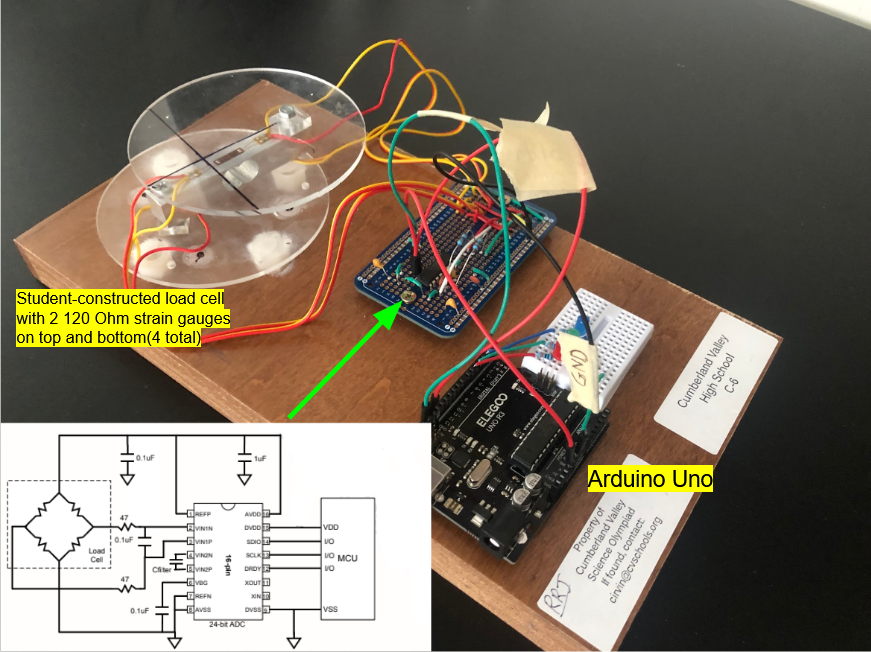 Student-constructed load cell
with 2 120 Ohm strain gauges
on top and bottom(4 total)
Cumberland Valley
High School
C-6
GND
ELEGOO
UNO R3
Arduino Uno
Property of
Cumberland Valley
Science Olympiad
If found, contact:
cirvin@cvschools.org
RRJ
0.1uF
1uF
47
0.1uF
Load
Cell
Cfilter
47
0.1uF
1 REFP
2 VIN1N
3 VIN1P
4 VIN2N
5 VIN2P
6 VBG
7 REFN
8 AVSS
16-pin
AVDD 16
DVDD 15
SDIO 14
SCLK 13
DRDY 12
XOUT 11
XIN 10
DVSS 9
24-bit ADC
VDD
I/O
I/O
I/O
MCU
VSS